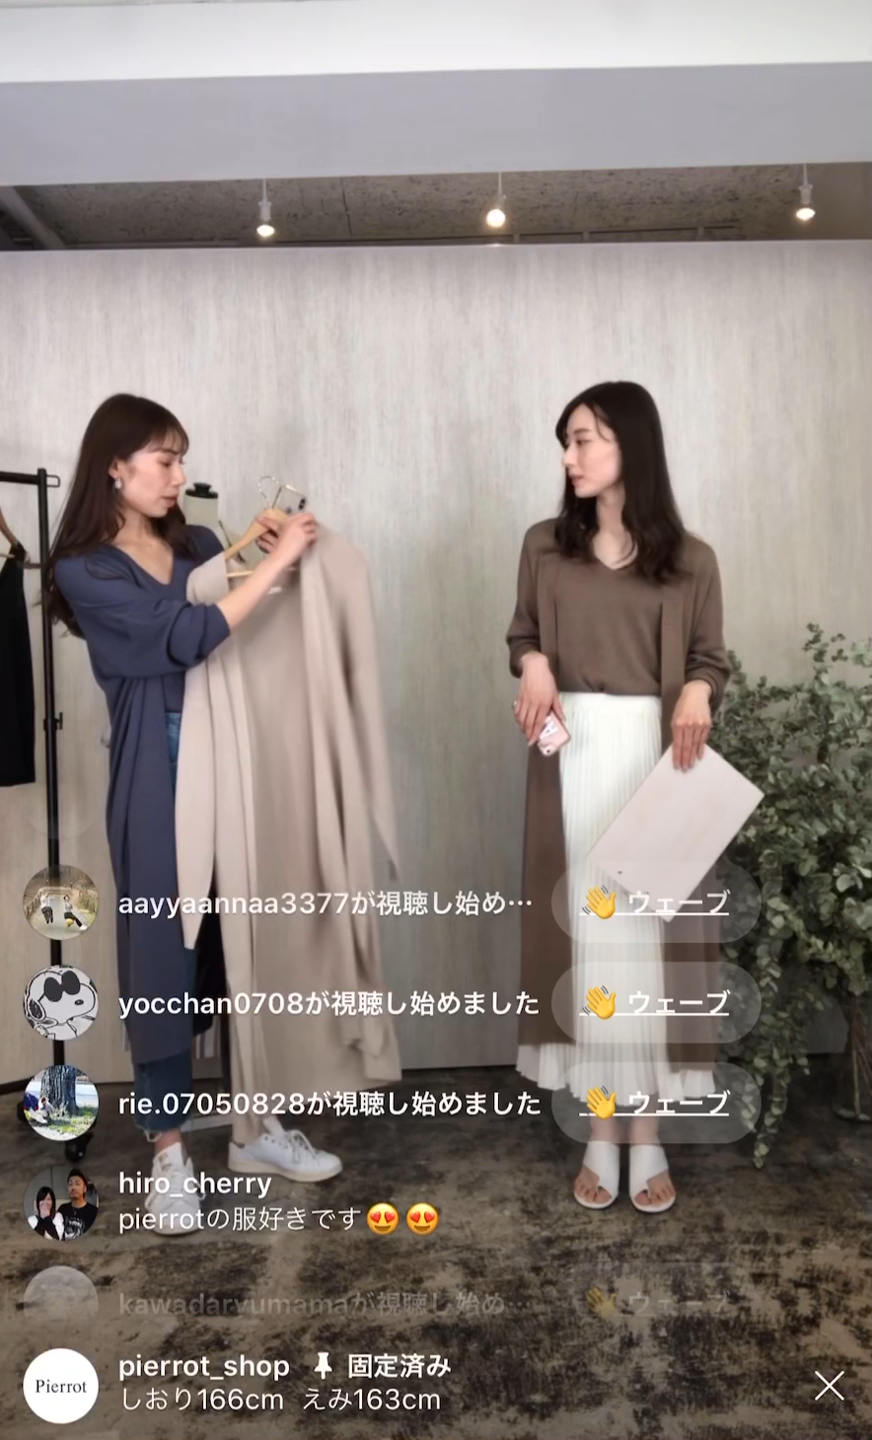 aayyaannaa3377が視聴し始め…
👋 ウェーブ
yocchan0708が視聴し始めました
👋 ウェーブ
rie.07050828が視聴し始めました
👋 ウェーブ
hiro_cherry
pierrotの服好きです😍😍
kawadaryumamaが視聴し始め…
👋 ウェーブ
Pierrot
pierrot_shop 📌 固定済み
しおり166cm えみ163cm